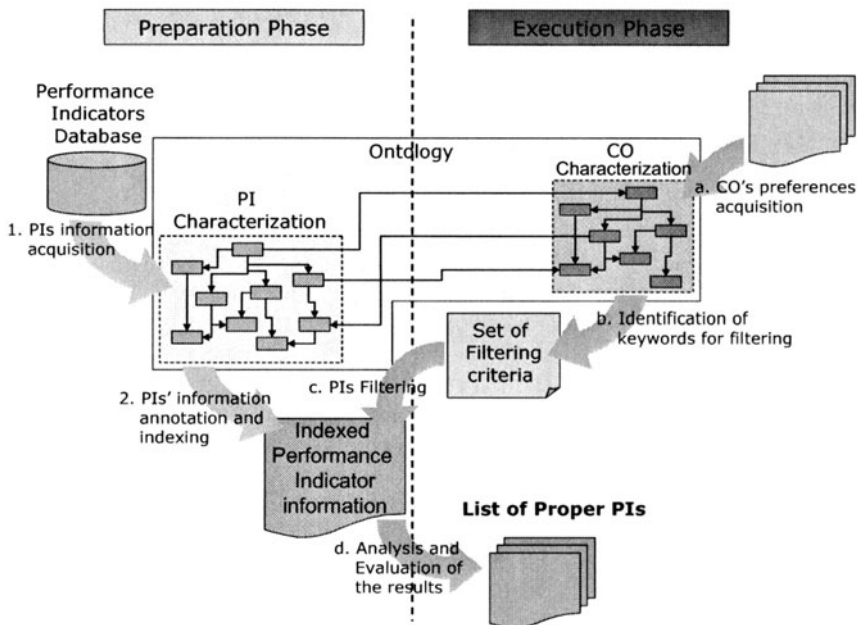 Preparation Phase
Execution Phase
Performance
Indicators
Database
Ontology
CO
Characterization
a. CO's preferences
acquisition
PI
Characterization
1. PIs information
acquisition
b. Identification of
keywords for filtering
Set of
Filtering
criteria
c. PIs Filtering
2. PIs' information
annotation and
indexing
Indexed
Performance
Indicator
information
List of Proper PIs
d. Analysis and
Evaluation of
the results